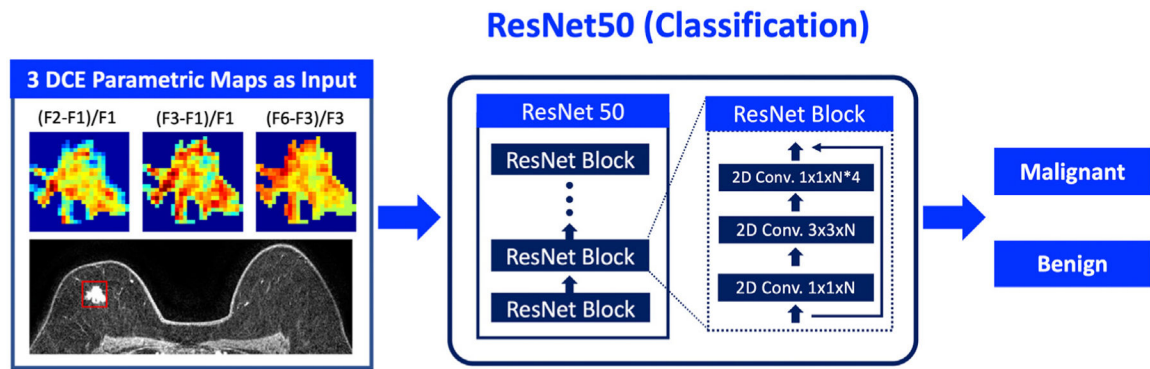 ResNet50 (Classification)
3 DCE Parametric Maps as Input
(F2-F1)/F1
(F3-F1)/F1
(F6-F3)/F3
ResNet 50
ResNet Block
ResNet Block
ResNet Block
ResNet Block
2D Conv. 1x1xN*4
2D Conv. 3x3xN
2D Conv. 1x1xN
Malignant
Benign